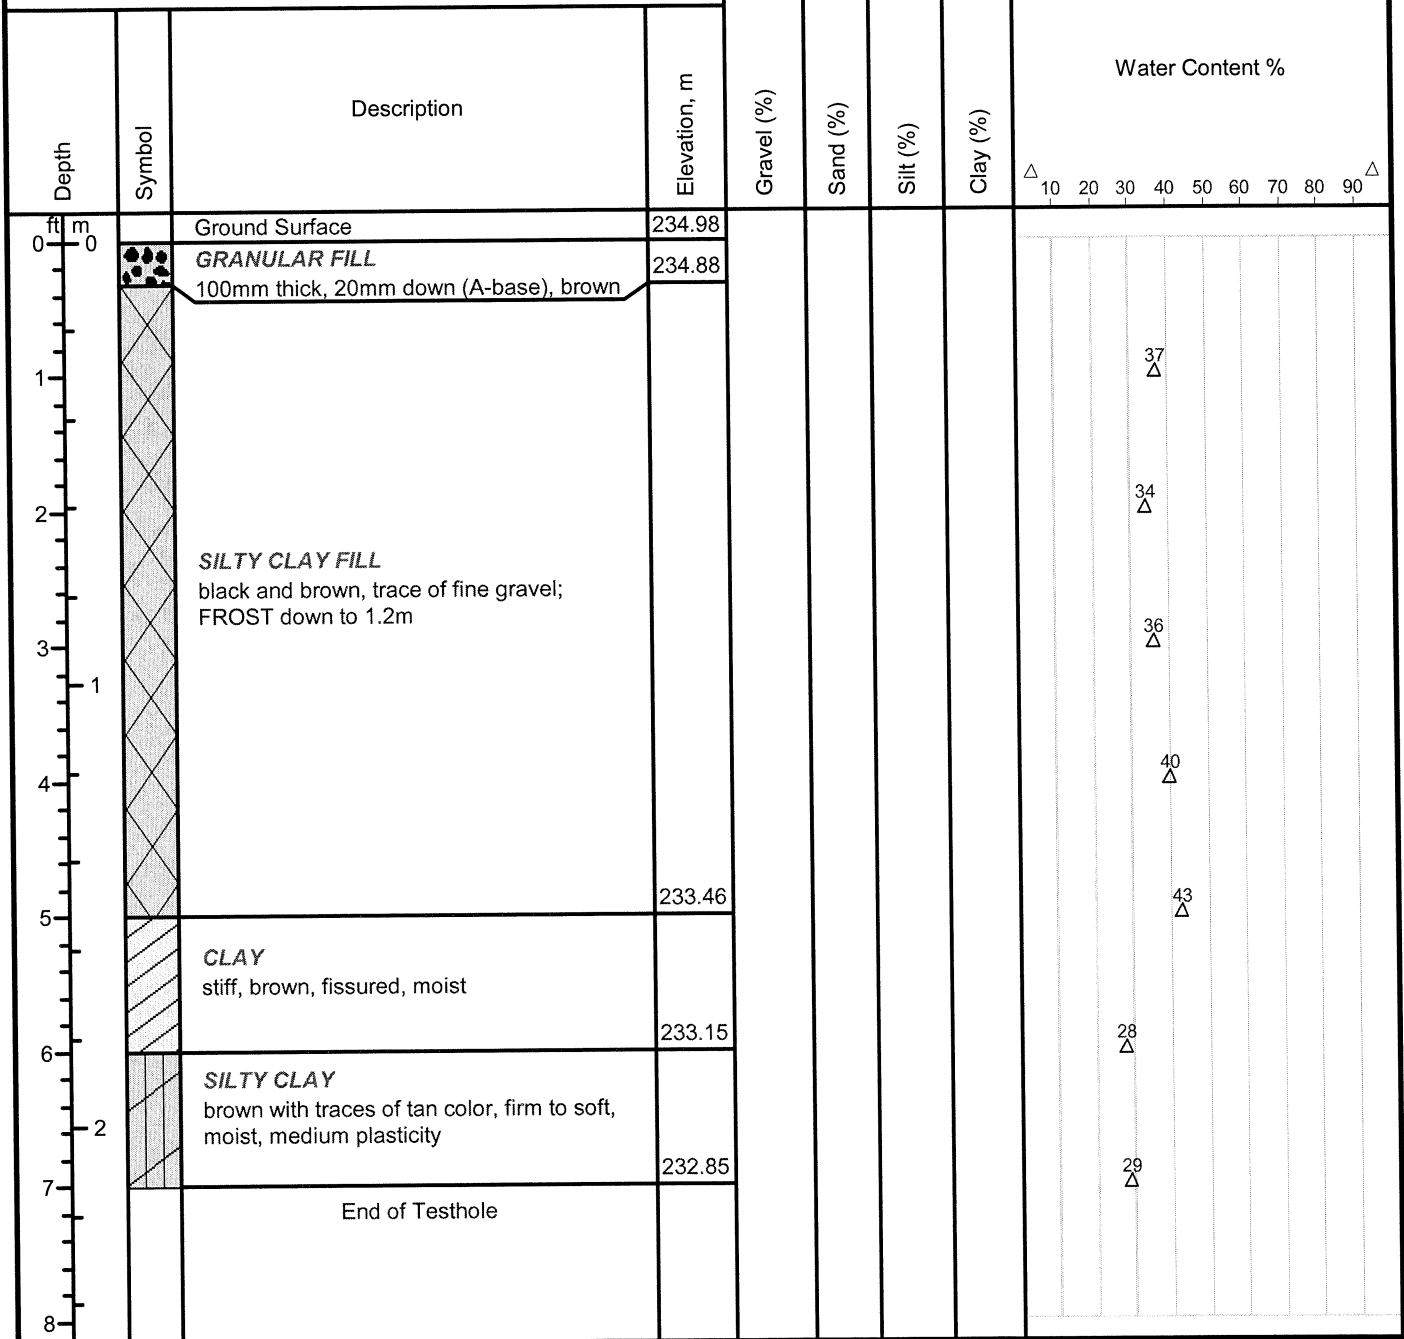 Depth
Symbol
Description
Elevation, m
Gravel (%)
Sand (%)
Silt (%)
Clay (%)
Water Content %
10 20 30 40 50 60 70 80 90
ft m
Ground Surface
234.98
0 0
GRANULAR FILL
234.88
100mm thick, 20mm down (A-base), brown
37
1
34
2
SILTY CLAY FILL
black and brown, trace of fine gravel;
FROST down to 1.2m
36
3
1
40
4
233.46
43
5
CLAY
stiff, brown, fissured, moist
233.15
28
6
SILTY CLAY
brown with traces of tan color, firm to soft,
2
moist, medium plasticity
232.85
29
7
End of Testhole
8